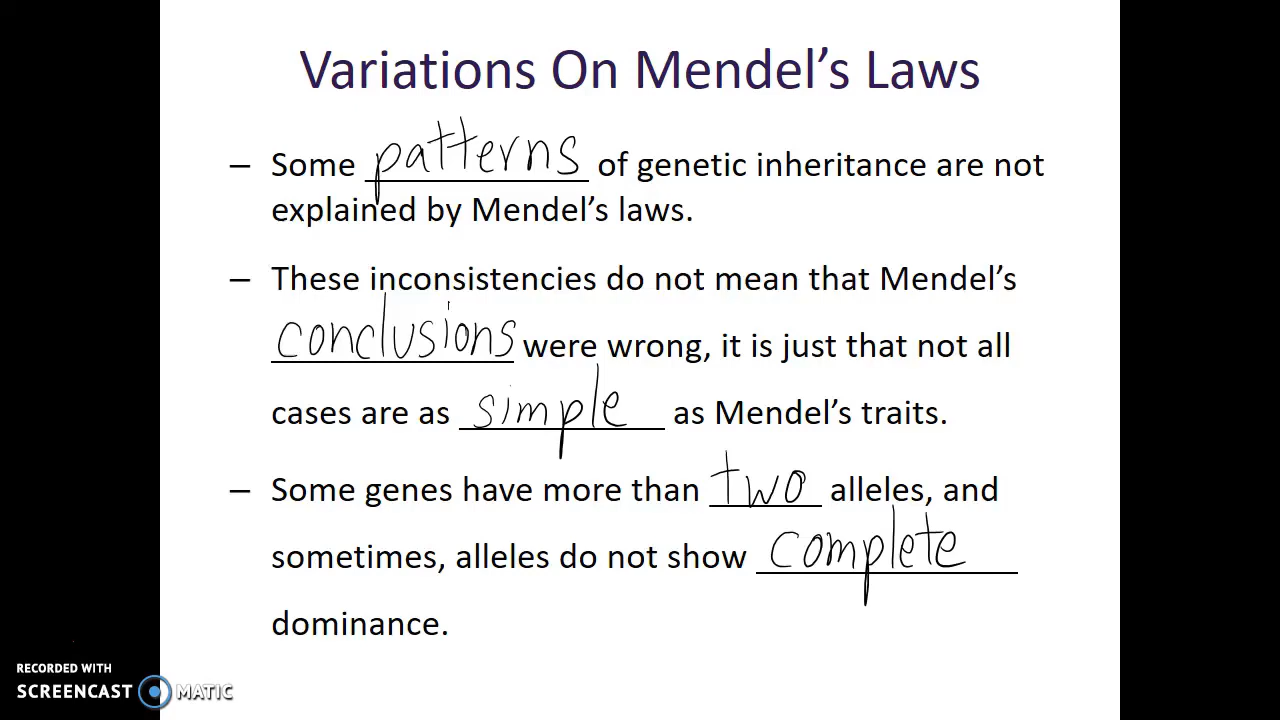 Variations On Mendel's Laws
– Some patterns of genetic inheritance are not
explained by Mendel's laws.
– These inconsistencies do not mean that Mendel's
conclusions were wrong, it is just that not all
cases are as simple as Mendel's traits.
– Some genes have more than two alleles, and
sometimes, alleles do not show complete
dominance.
RECORDED WITH
SCREENCAST MATIC